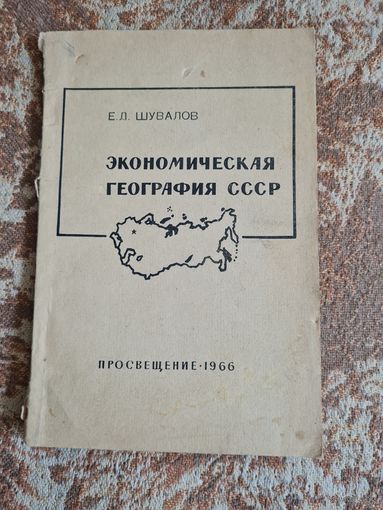 Е. Л. ШУВАЛОВ
ЭКОНОМИЧЕСКАЯ
ГЕОГРАФИЯ СССР
ПРОСВЕЩЕНИЕ · 1966